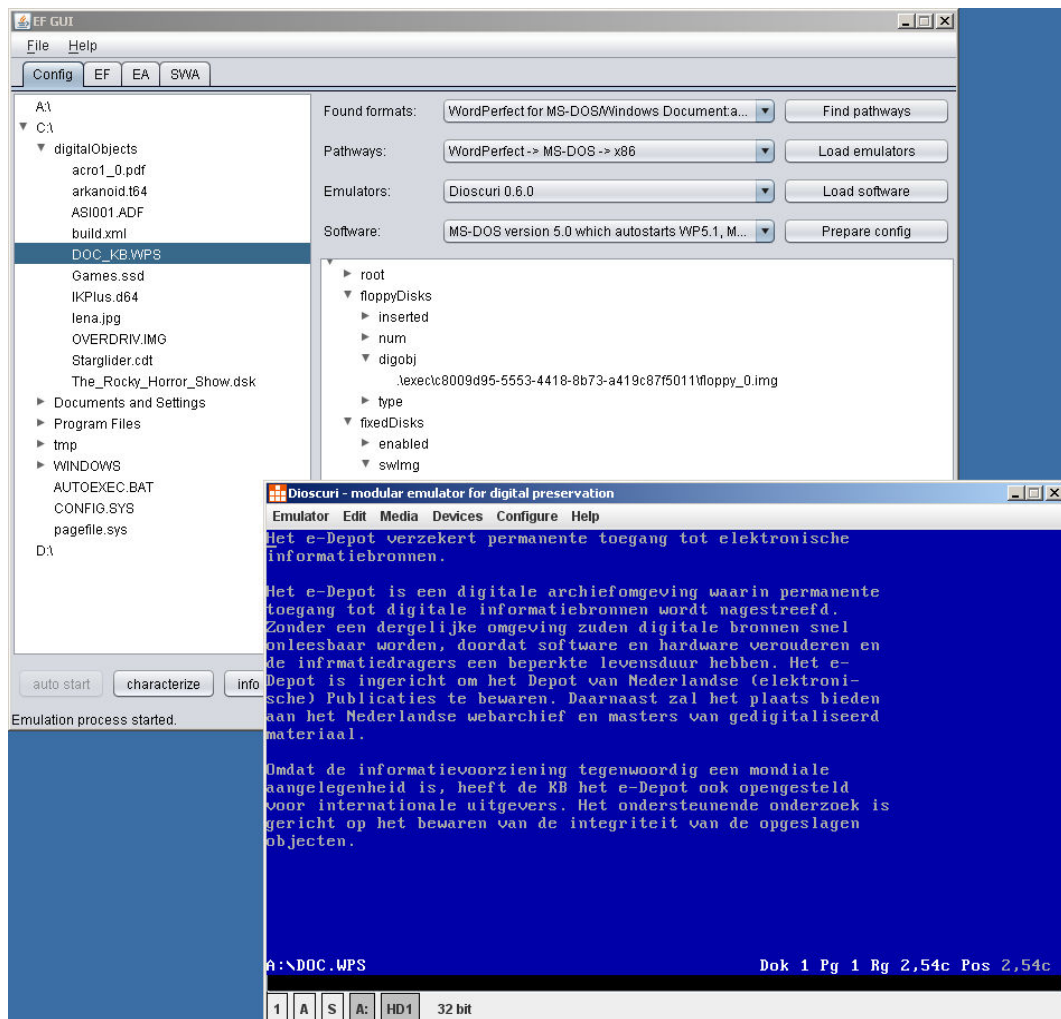 EF GUI
File Help
Config EF EA SWA
A:\
C:\
digitalObjects
acro1_0.pdf
arkanoid.t64
ASI001.ADF
build.xml
DOC_KB.WPS
Games.ssd
IKPlus.d64
lena.jpg
OVERDRIV.IMG
Starglider.cdt
The_Rocky_Horror_Show.dsk
Documents and Settings
Program Files
tmp
WINDOWS
AUTOEXEC.BAT
CONFIG.SYS
pagefile.sys
D:\
auto start characterize info
Emulation process started.
Found formats: WordPerfect for MS-DOS/Windows Document:a... Find pathways
Pathways: WordPerfect -> MS-DOS -> x86 Load emulators
Emulators: Dioscuri 0.6.0 Load software
Software: MS-DOS version 5.0 which autostarts WP5.1, M... Prepare config
root
floppyDisks
inserted
num
digobj
.\exec\c8009d95-5553-4418-8b73-a419c87f5011\floppy_0.img
type
fixedDisks
enabled
swImg
Dioscuri - modular emulator for digital preservation
Emulator Edit Media Devices Configure Help
Het e-Depot verzekert permanente toegang tot elektronische
informatiebronnen.
Het e-Depot is een digitale archiefomgeving waarin permanente
toegang tot digitale informatiebronnen wordt nagestreefd.
Zonder een dergelijke omgeving zuden digitale bronnen snel
onleesbaar worden, doordat software en hardware verouderen en
de infrmatiedragers een beperkte levensduur hebben. Het e-
Depot is ingericht om het Depot van Nederlandse (elektroni-
sche) Publicaties te bewaren. Daarnaast zal het plaats bieden
aan het Nederlandse webarchief en masters van gedigitaliseerd
materiaal.
Omdat de informatievoorziening tegenwoordig een mondiale
aangelegenheid is, heeft de KB het e-Depot ook opengesteld
voor internationale uitgevers. Het ondersteunende onderzoek is
gericht op het bewaren van de integriteit van de opgeslagen
objecten.
A:\DOC.WPS Dok 1 Pg 1 Rg 2,54c Pos 2,54c
1 A S A: HD1 32 bit